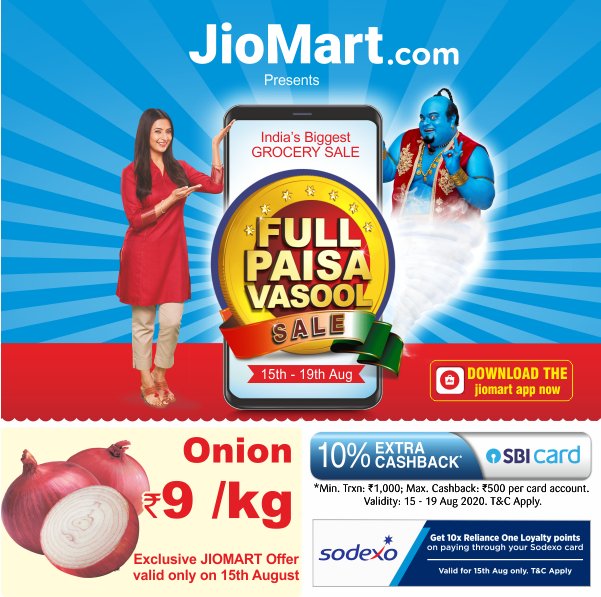 JioMart.com
Presents
India's Biggest
GROCERY SALE
FULL
PAISA
VASOOL
SALE
15th - 19th Aug
DOWNLOAD THE
jiomart app now
Onion
₹9 /kg
Exclusive JIOMART Offer
valid only on 15th August
10% EXTRA CASHBACK*
SBI card
*Min. Trxn: ₹1,000; Max. Cashback: ₹500 per card account.
Validity: 15 - 19 Aug 2020. T&C Apply.
sodexo
Get 10x Reliance One Loyalty points
on paying through your Sodexo card
Valid for 15th Aug only. T&C Apply